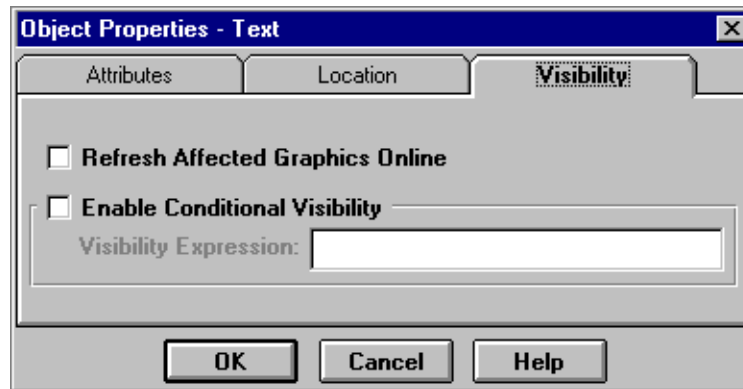 Object Properties - Text
Attributes Location Visibility
Refresh Affected Graphics Online
Enable Conditional Visibility
Visibility Expression:
OK Cancel Help